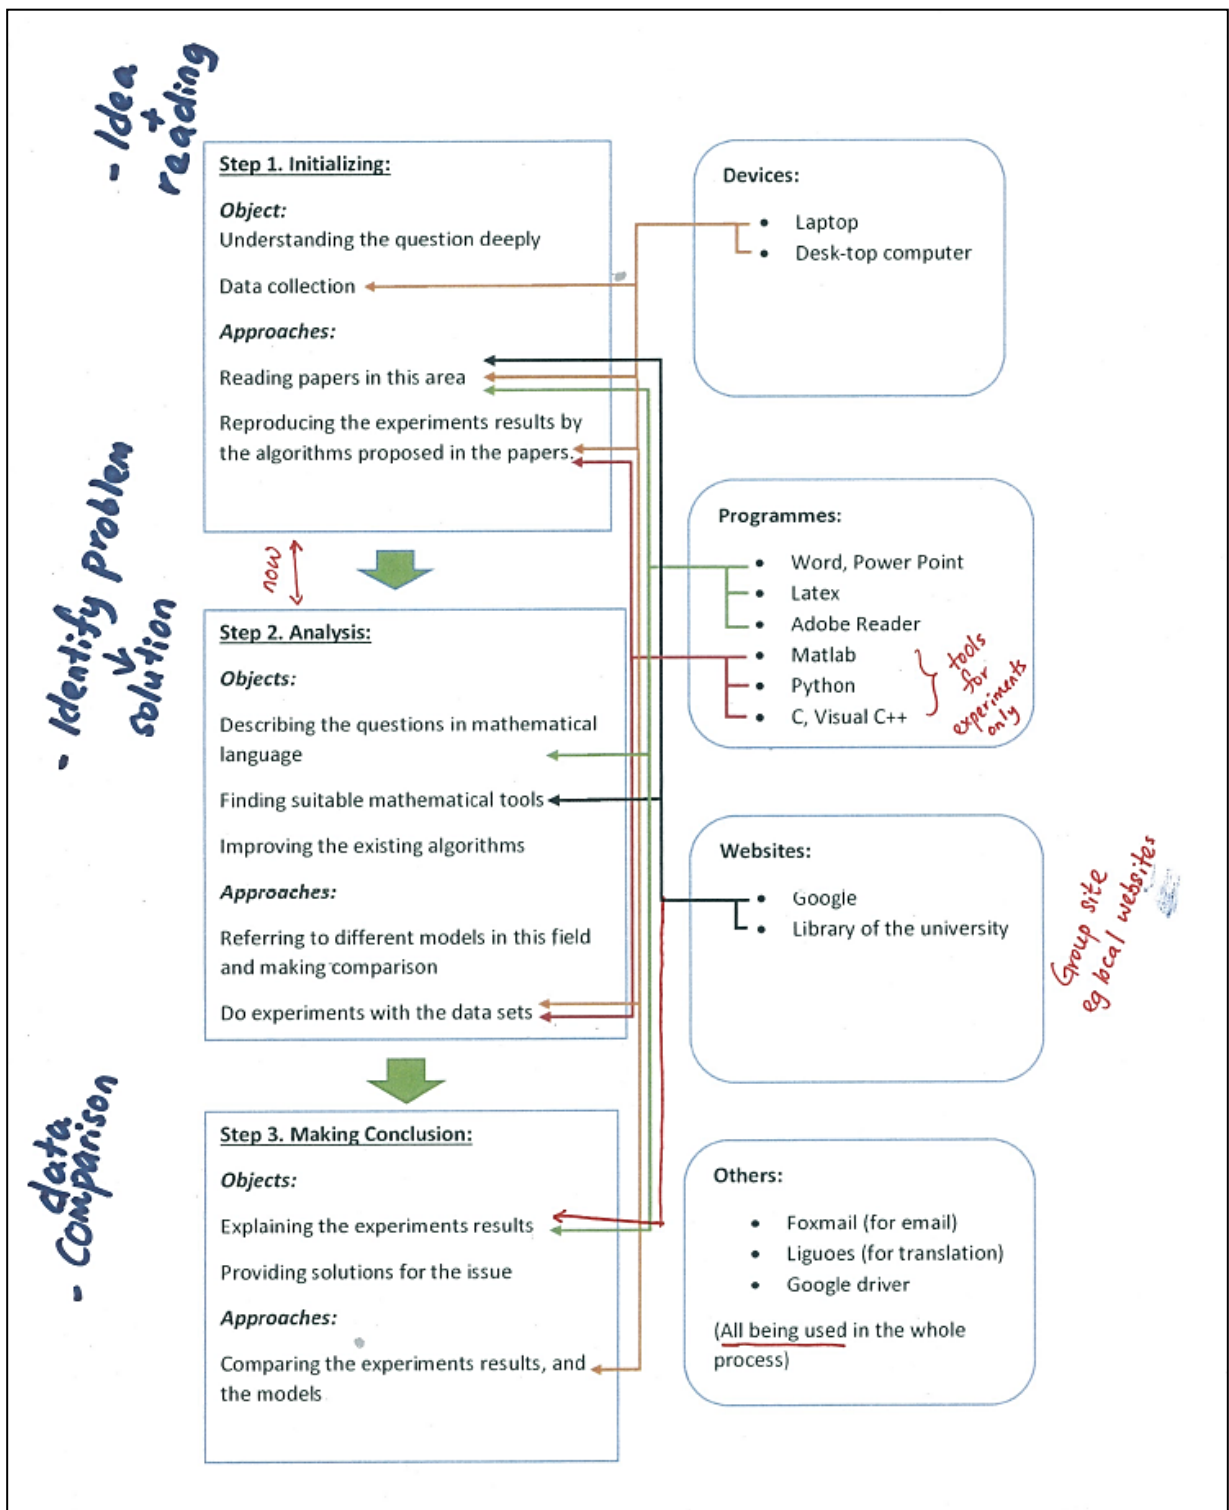 - Idea
+
reading
Step 1. Initializing:
Object:
Understanding the question deeply
Data collection
Approaches:
Reading papers in this area
Reproducing the experiments results by
the algorithms proposed in the papers.
Devices:
• Laptop
• Desk-top computer
- Identify problem
solution
now
Step 2. Analysis:
Objects:
Describing the questions in mathematical
language
Finding suitable mathematical tools
Improving the existing algorithms
Approaches:
Referring to different models in this field
and making comparison
Do experiments with the data sets
Programmes:
• Word, Power Point
• Latex
• Adobe Reader
• Matlab
• Python
• C, Visual C++
tools
for
experiments
only
Websites:
• Google
• Library of the university
Group site
eg local websites
data
- Comparison
Step 3. Making Conclusion:
Objects:
Explaining the experiments results
Providing solutions for the issue
Approaches:
Comparing the experiments results, and
the models
Others:
• Foxmail (for email)
• Liguoes (for translation)
• Google driver
(All being used in the whole
process)